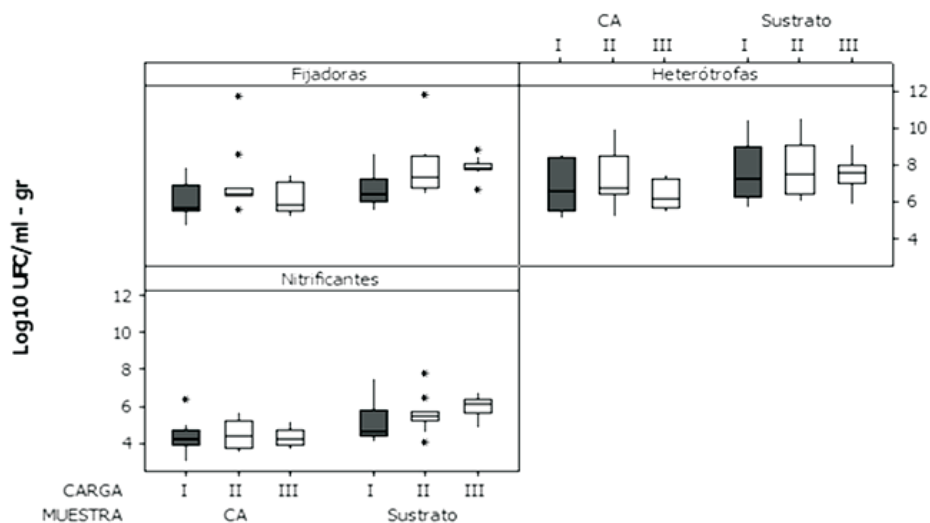 CA Sustrato
I II III I II III
Fijadoras Heterótrofas
12
10
8
6
4
Log10 UFC/ml - gr
Nitrificantes
12
10
8
6
4
CARGA I II III I II III
MUESTRA CA Sustrato